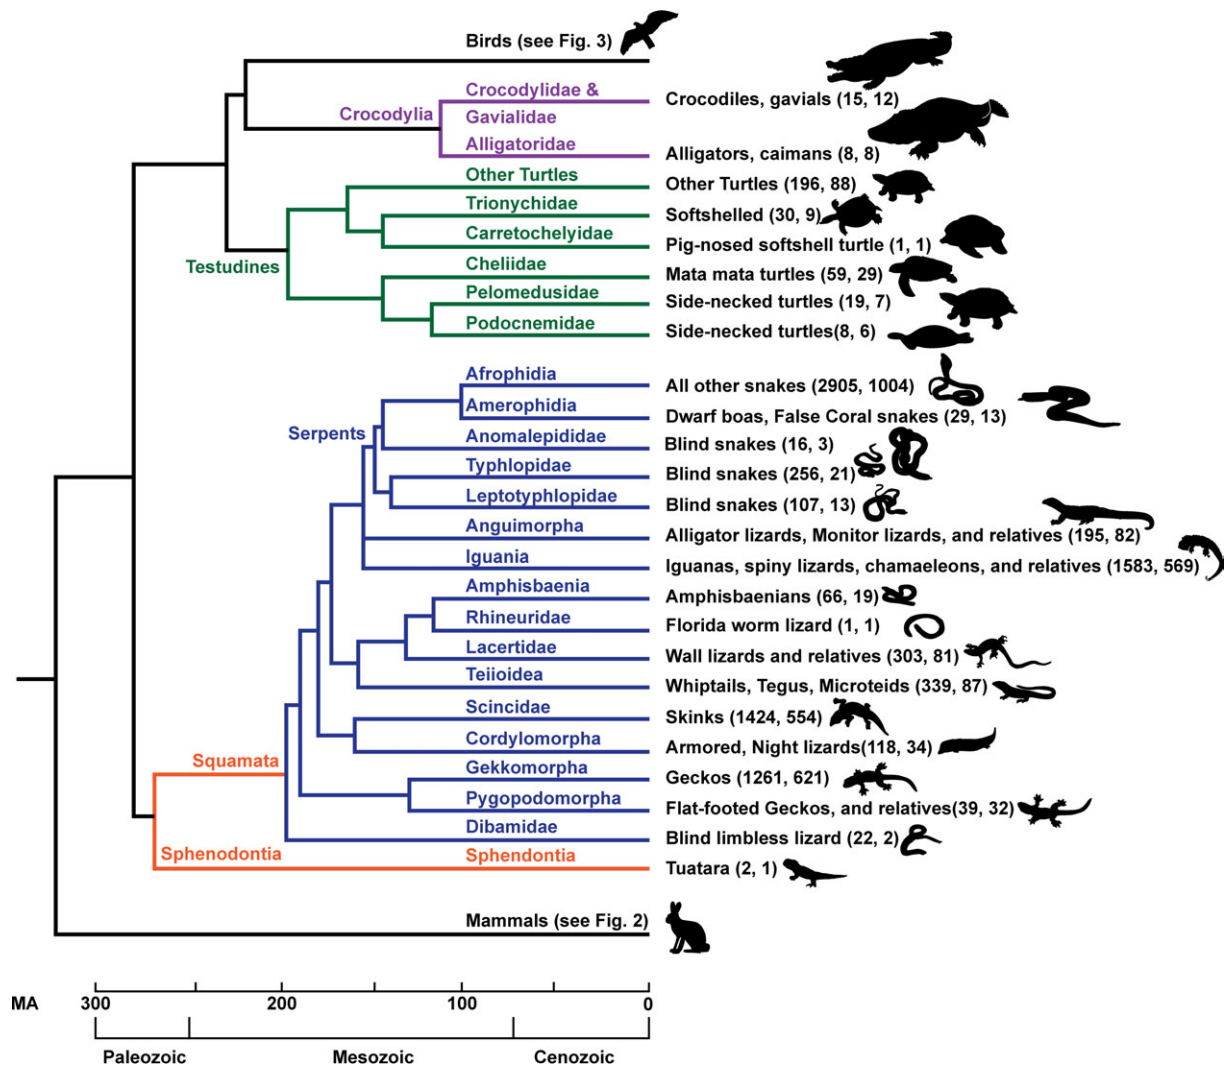 Birds (see Fig. 3)
Crocodylidae &
Crocodiles, gavials (15, 12)
Crocodylia
Gavialidae
Alligatoridae
Alligators, caimans (8, 8)
Other Turtles
Other Turtles (196, 88)
Trionychidae
Softshelled (30, 9)
Carretochelyidae
Pig-nosed softshell turtle (1, 1)
Testudines
Cheliidae
Mata mata turtles (59, 29)
Pelomedusidae
Side-necked turtles (19, 7)
Podocnemidae
Side-necked turtles(8, 6)
Afrophidia
All other snakes (2905, 1004)
Amerophidia
Dwarf boas, False Coral snakes (29, 13)
Serpents
Anomalepididae
Blind snakes (16, 3)
Typhlopidae
Blind snakes (256, 21)
Leptotyphlopidae
Blind snakes (107, 13)
Anguimorpha
Alligator lizards, Monitor lizards, and relatives (195, 82)
Iguania
Iguanas, spiny lizards, chamaeleons, and relatives (1583, 569)
Amphisbaenia
Amphisbaenians (66, 19)
Rhineuridae
Florida worm lizard (1, 1)
Lacertidae
Wall lizards and relatives (303, 81)
Teiioidea
Whiptails, Tegus, Microteids (339, 87)
Scincidae
Skinks (1424, 554)
Cordylomorpha
Armored, Night lizards(118, 34)
Squamata
Gekkomorpha
Geckos (1261, 621)
Pygopodomorpha
Flat-footed Geckos, and relatives(39, 32)
Dibamidae
Blind limbless lizard (22, 2)
Sphenodontia
Sphendontia
Tuatara (2, 1)
Mammals (see Fig. 2)
MA 300 200 100 0
Paleozoic Mesozoic Cenozoic